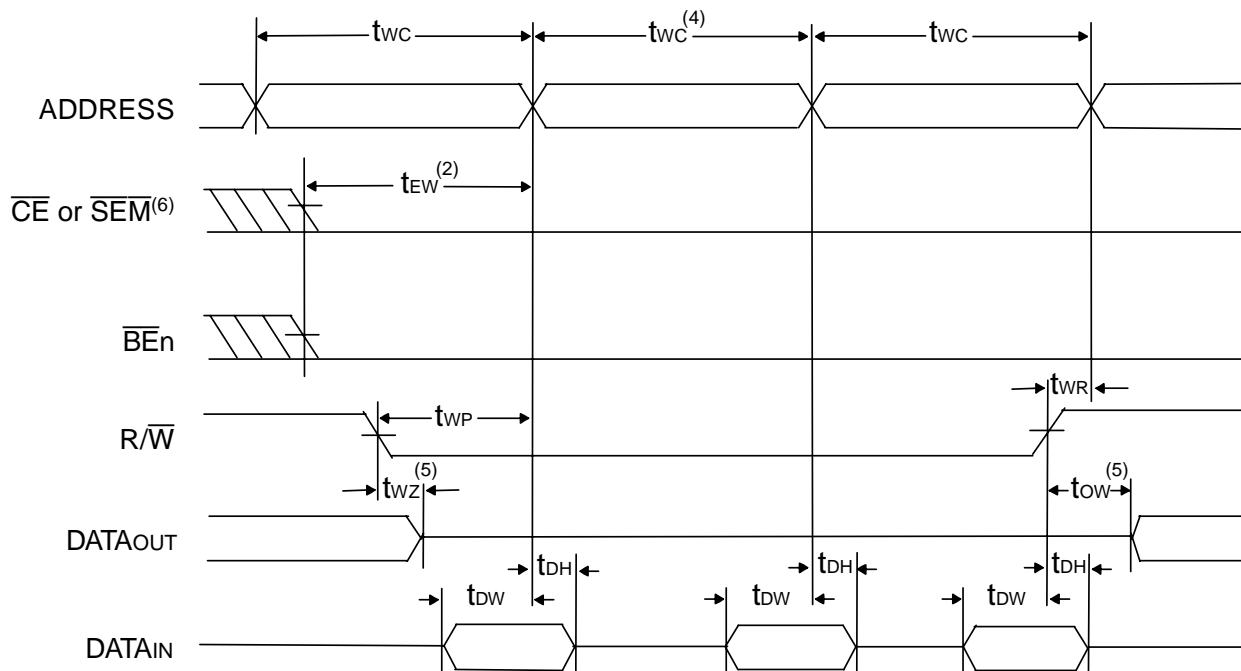 tWC tWC(4) tWC
ADDRESS
tEW(2)
CE or SEM(6)
BEn
tWR
tWP
R/W
tWZ(5) tOW(5)
DATAOUT
tDH tDH tDH
tDW tDW tDW
DATAIN